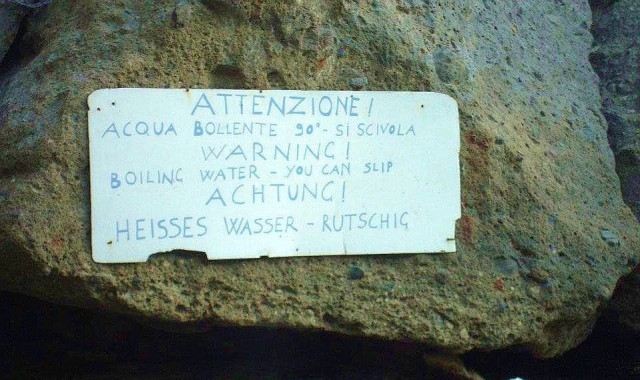 ATTENZIONE!
ACQUA BOLLENTE 90°- SI SCIVOLA
WARNING!
BOILING WATER - YOU CAN SLIP
ACHTUNG!
HEISSES WASSER - RUTSCHIG